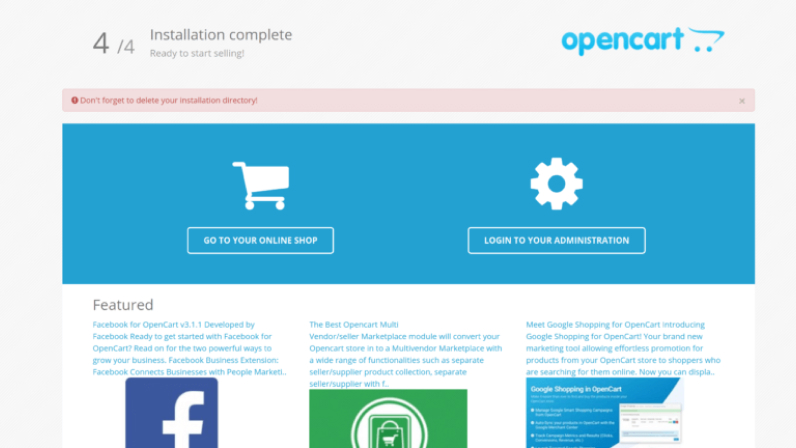 4 /4
Installation complete
Ready to start selling!
opencart
Don't forget to delete your installation directory!
×
GO TO YOUR ONLINE SHOP
LOGIN TO YOUR ADMINISTRATION
Featured
Facebook for OpenCart v3.1.1 Developed by
Facebook Ready to get started with Facebook for
OpenCart? Read on for the two powerful ways to
grow your business. Facebook Business Extension:
Facebook Connects Businesses with People Marketi..
The Best Opencart Multi
Vendor/seller Marketplace module will convert your
Opencart store in to a Multivendor Marketplace with
a wide range of functionalities such as separate
seller/supplier product collection, separate
seller/supplier with f..
Meet Google Shopping for OpenCart Introducing
Google Shopping for OpenCart! Your brand new
marketing tool allowing effortless promotion for
products from your OpenCart store to shoppers who
are searching for them online. Now you can displa..
Google Shopping in OpenCart